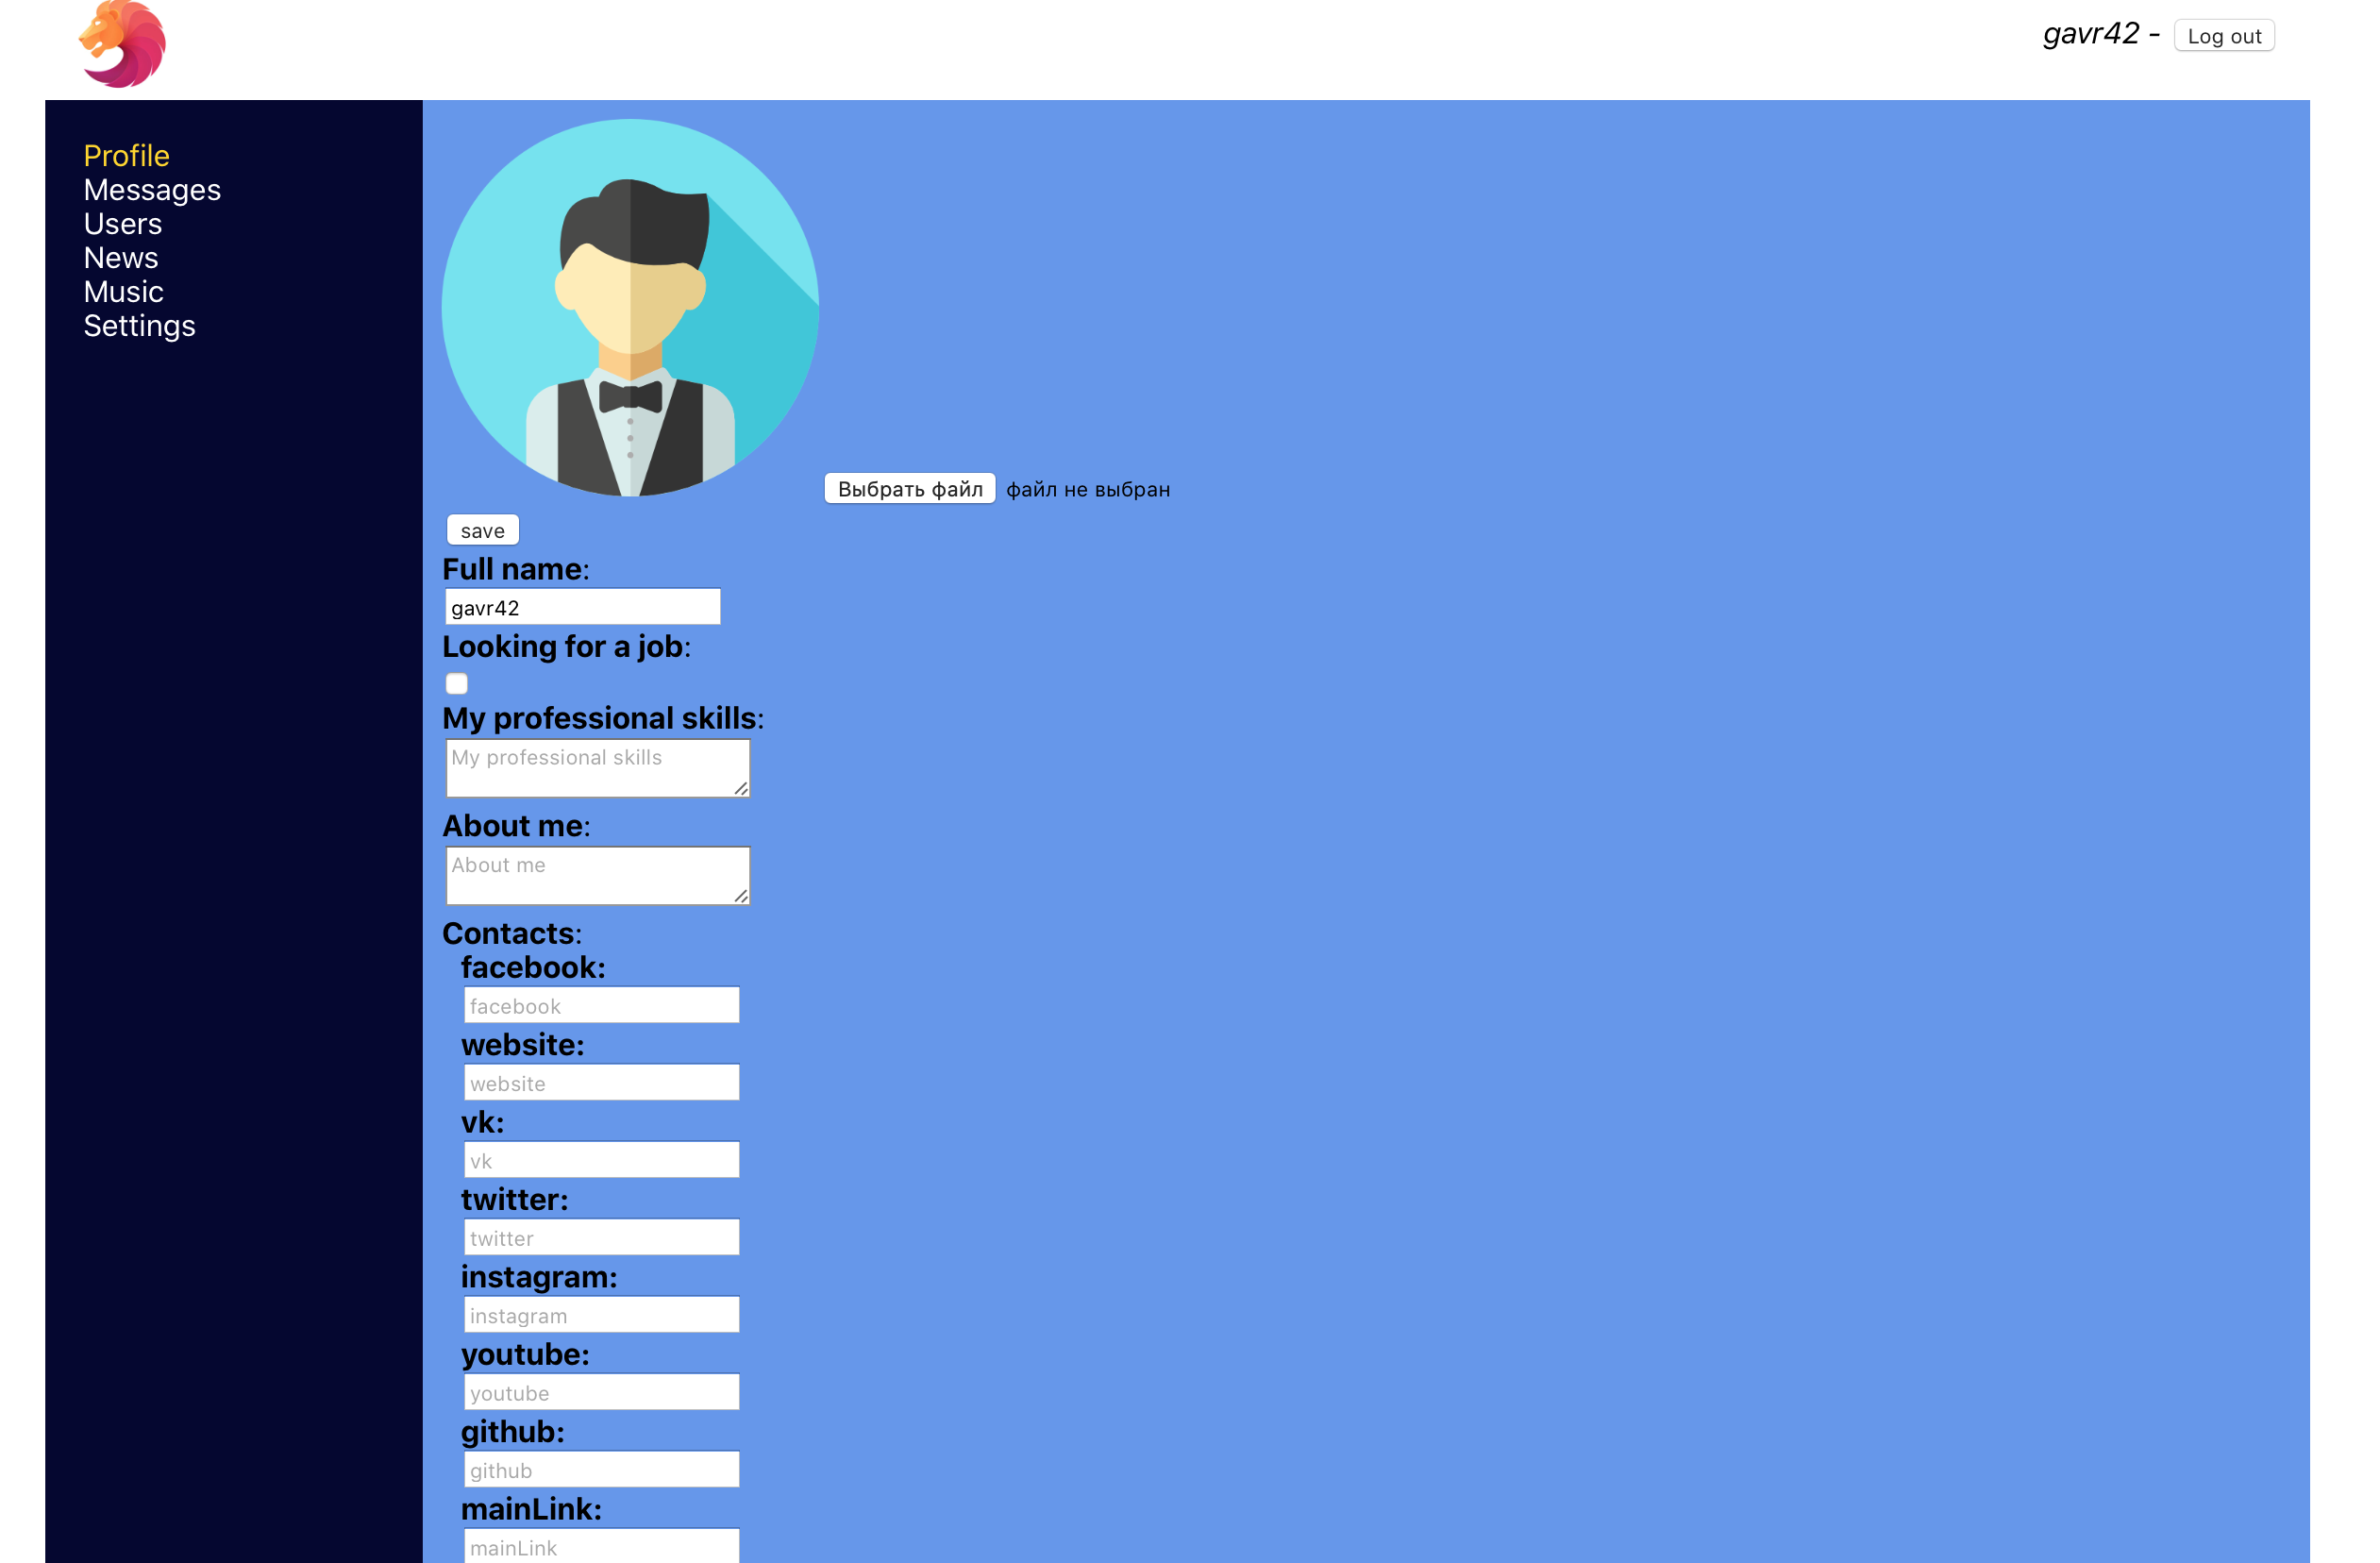 gavr42 - Log out
Profile
Messages
Users
News
Music
Settings
Выбрать файл файл не выбран
save
Full name:
gavr42
Looking for a job:
My professional skills:
My professional skills
About me:
About me
Contacts:
facebook:
facebook
website:
website
vk:
vk
twitter:
twitter
instagram:
instagram
youtube:
youtube
github:
github
mainLink:
mainLink